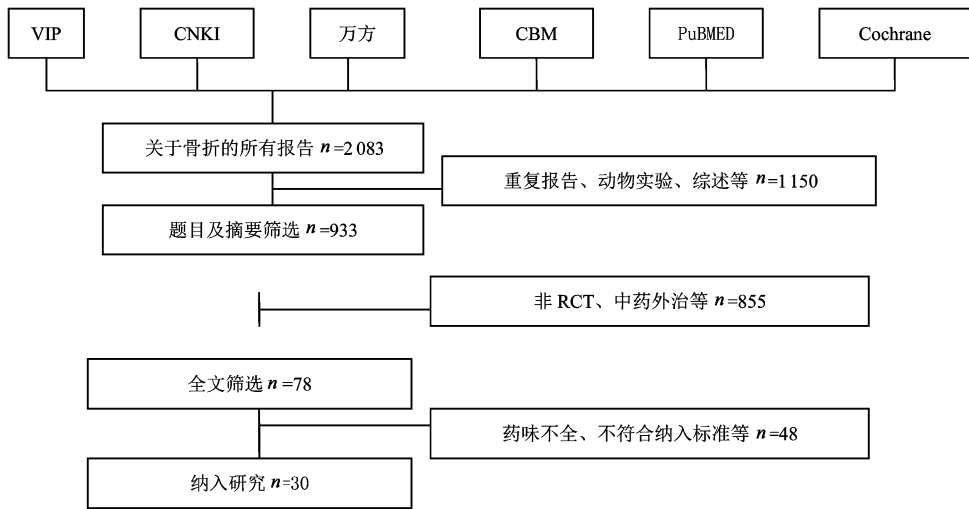 VIP
CNKI
万方
CBM
PuBMED
Cochrane
关于骨折的所有报告 n=2 083
重复报告、动物实验、综述等 n=1 150
题目及摘要筛选 n=933
非 RCT、中药外治等 n=855
全文筛选 n=78
药味不全、不符合纳入标准等 n=48
纳入研究 n=30